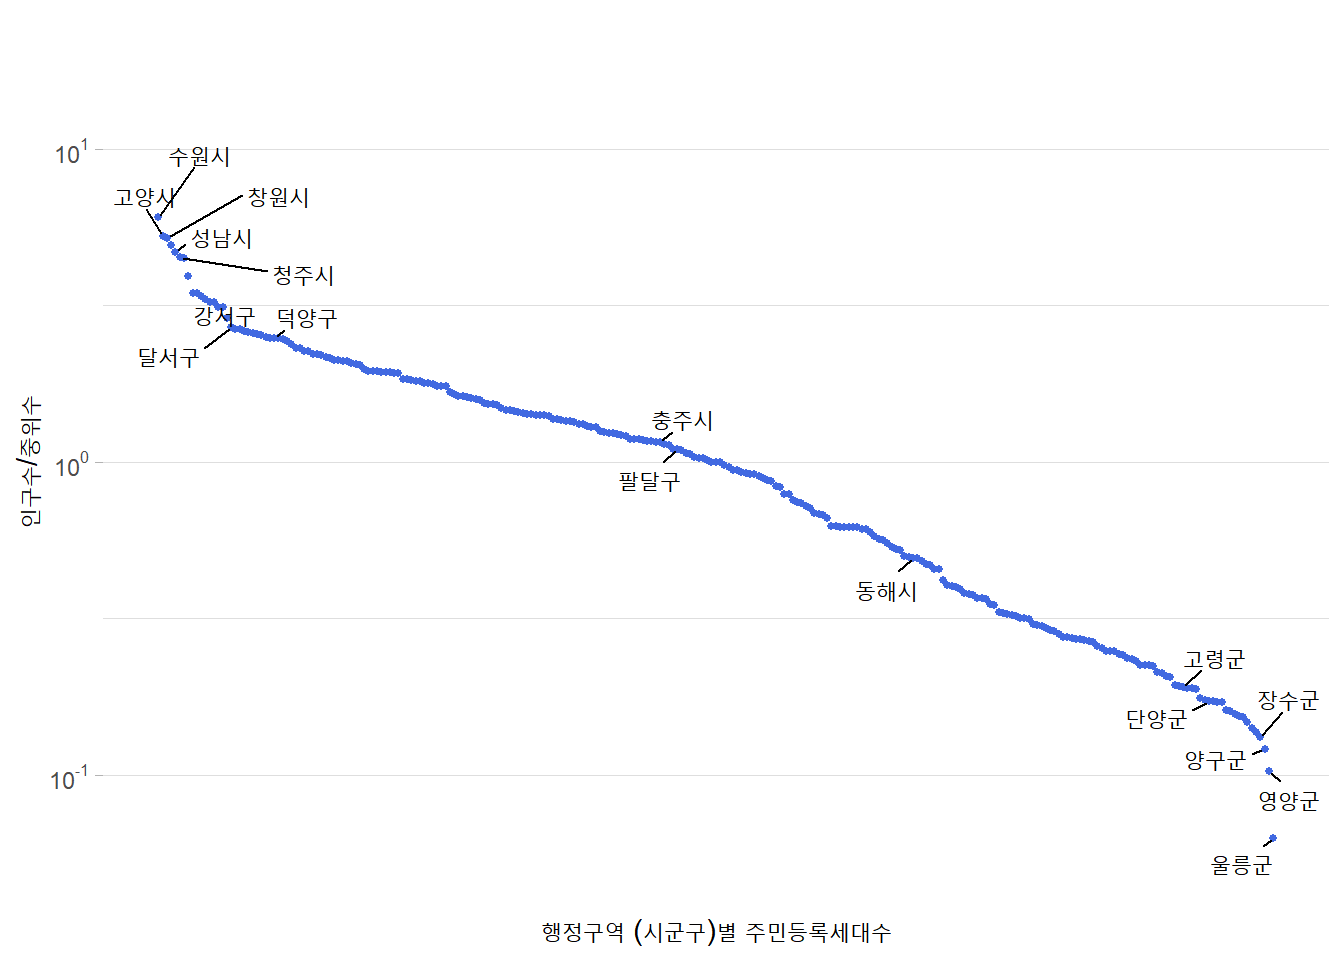 10¹
수원시
고양시
창원시
성남시
청주시
강서구
덕양구
달서구
인구수/중위수
충주시
10⁰
팔달구
동해시
고령군
장수군
단양군
양구군
10⁻¹
영양군
울릉군
행정구역 (시군구)별 주민등록세대수